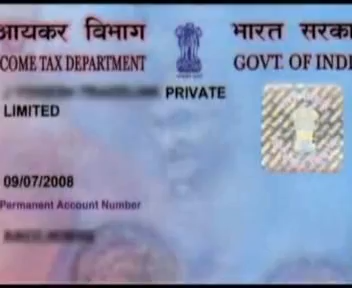 आयकर विभाग भारत सरका
COME TAX DEPARTMENT GOVT. OF INDI
PRIVATE
LIMITED
09/07/2008
Permanent Account Number